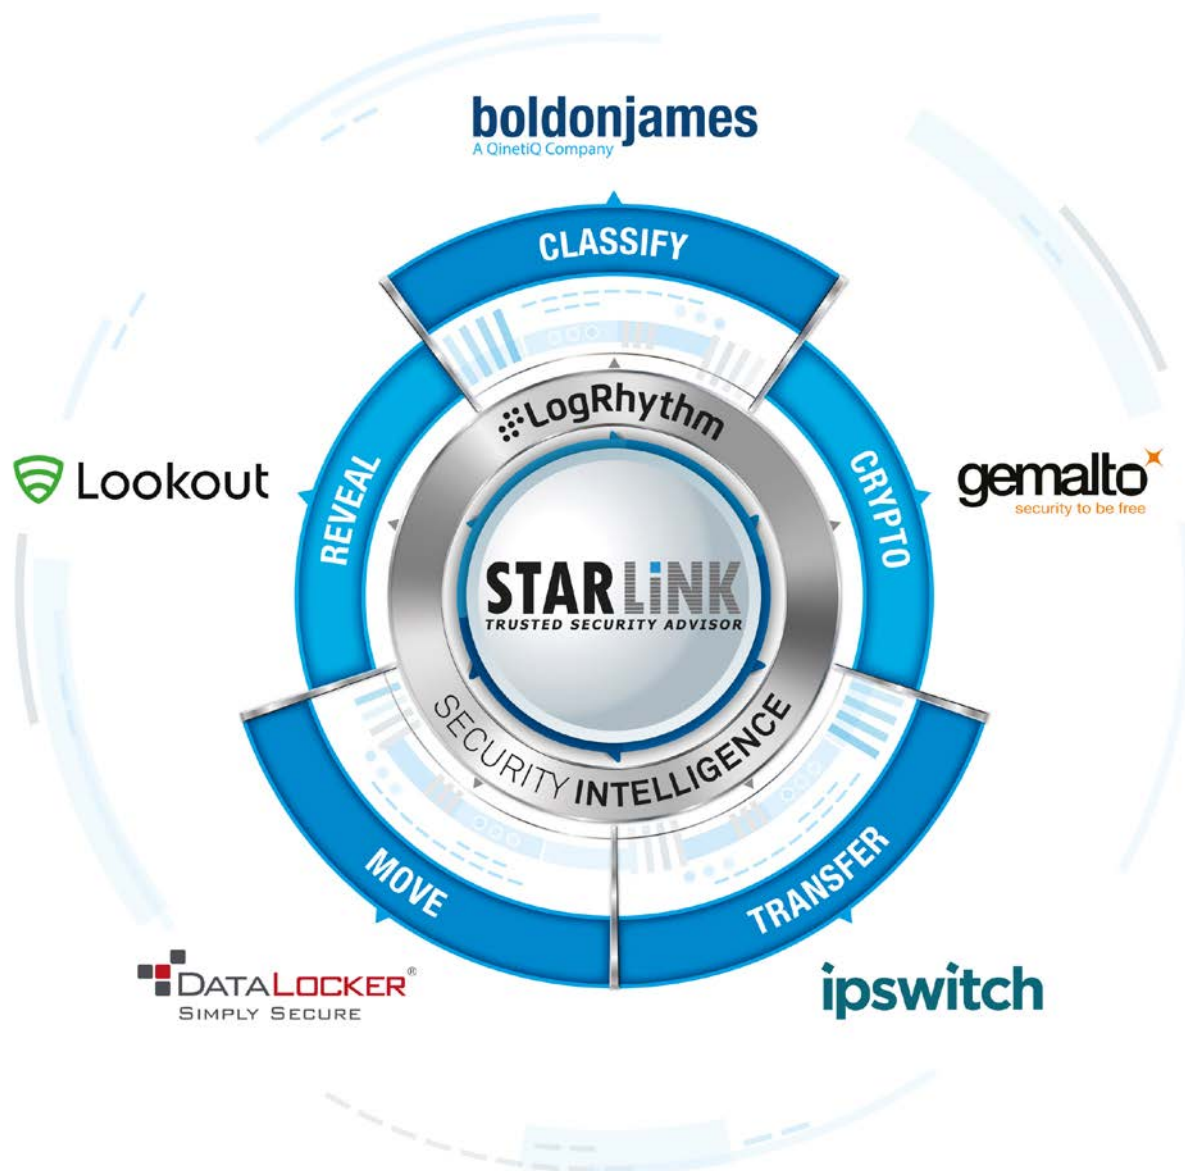 boldonjames
A QinetiQ Company
CLASSIFY
LogRhythm
Lookout
REVEAL
CRYPTO
gemalto
security to be free
STARLiNK
TRUSTED SECURITY ADVISOR
SECURITY INTELLIGENCE
MOVE
TRANSFER
DATALOCKER®
SIMPLY SECURE
ipswitch